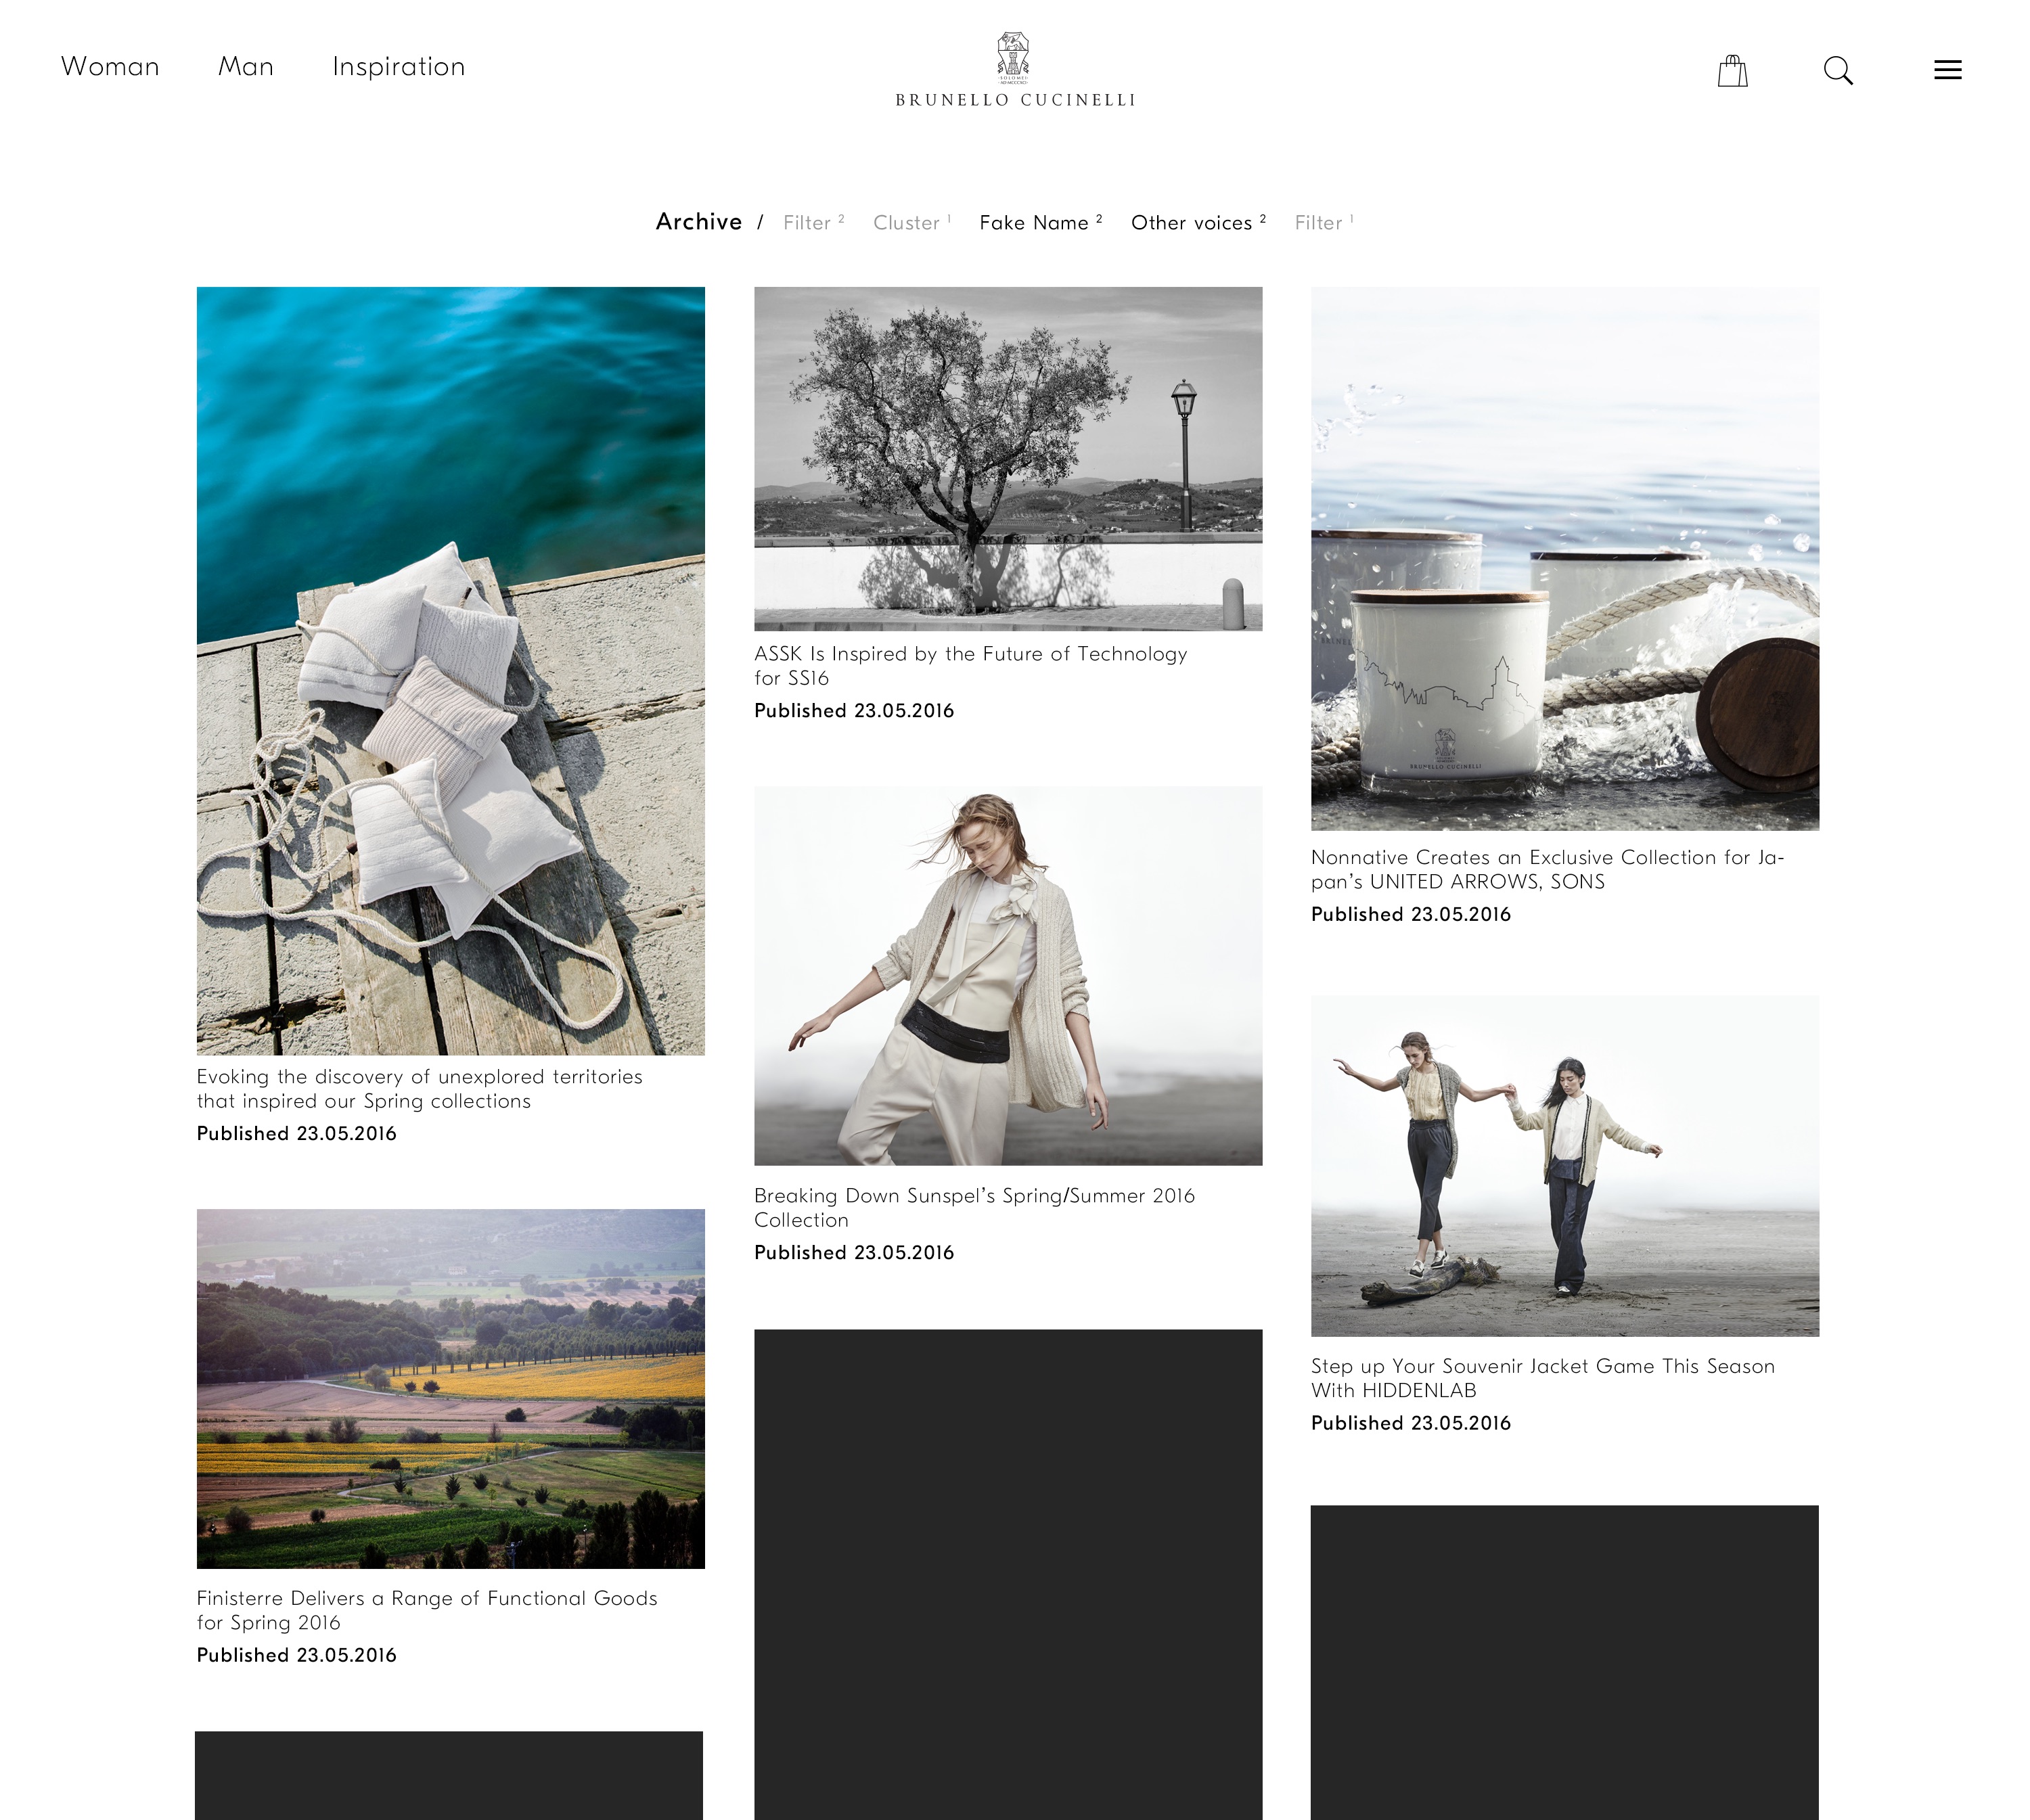 Woman Man Inspiration
SOLOMEO
BRUNELLO CUCINELLI
Archive / Filter 2 Cluster 1 Fake Name 2 Other voices 2 Filter 1
Evoking the discovery of unexplored territories
that inspired our Spring collections
Published 23.05.2016
Finisterre Delivers a Range of Functional Goods
for Spring 2016
Published 23.05.2016
ASSK Is Inspired by the Future of Technology
for SS16
Published 23.05.2016
Breaking Down Sunspel’s Spring/Summer 2016
Collection
Published 23.05.2016
BRUNELLO CUCINELLI
Nonnative Creates an Exclusive Collection for Ja-
pan’s UNITED ARROWS, SONS
Published 23.05.2016
Step up Your Souvenir Jacket Game This Season
With HIDDENLAB
Published 23.05.2016